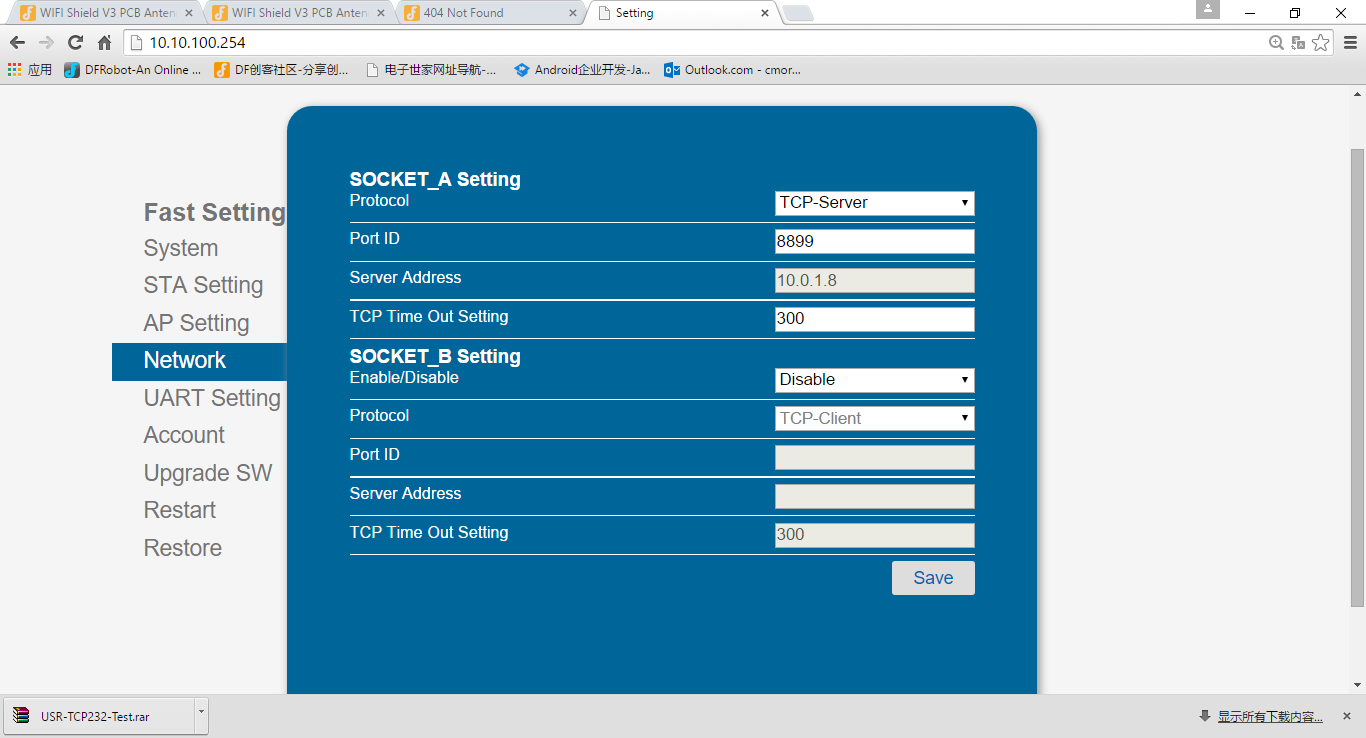 WIFI Shield V3 PCB Anten
WIFI Shield V3 PCB Anten
404 Not Found
Setting
10.10.100.254
应用
DFRobot-An Online ...
DF创客社区-分享创...
电子世家网址导航-...
Android企业开发-Ja...
Outlook.com - cmor...
Fast Setting
System
STA Setting
AP Setting
Network
UART Setting
Account
Upgrade SW
Restart
Restore
SOCKET_A Setting
Protocol TCP-Server
Port ID 8899
Server Address 10.0.1.8
TCP Time Out Setting 300
SOCKET_B Setting
Enable/Disable Disable
Protocol TCP-Client
Port ID
Server Address
TCP Time Out Setting 300
Save
USR-TCP232-Test.rar
显示所有下载内容...